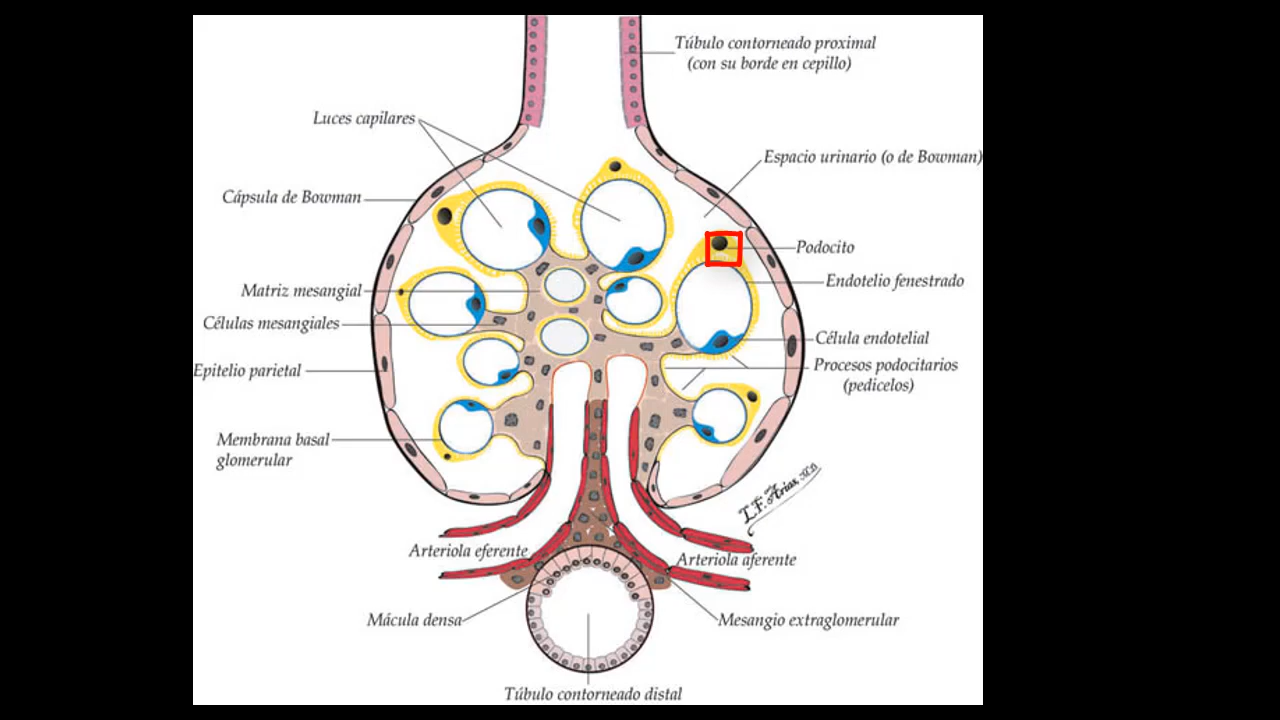 Túbulo contorneado proximal
(con su borde en cepillo)
Luces capilares
Espacio urinario (o de Bowman)
Cápsula de Bowman
Podocito
Endotelio fenestrado
Matriz mesangial
Células mesangiales
Célula endotelial
Epitelio parietal
Procesos podocitarios
(pedicelos)
Membrana basal
glomerular
L.F. Arias, M.D.
Arteriola eferente
Arteriola aferente
Mácula densa
Mesangio extraglomerular
Túbulo contorneado distal